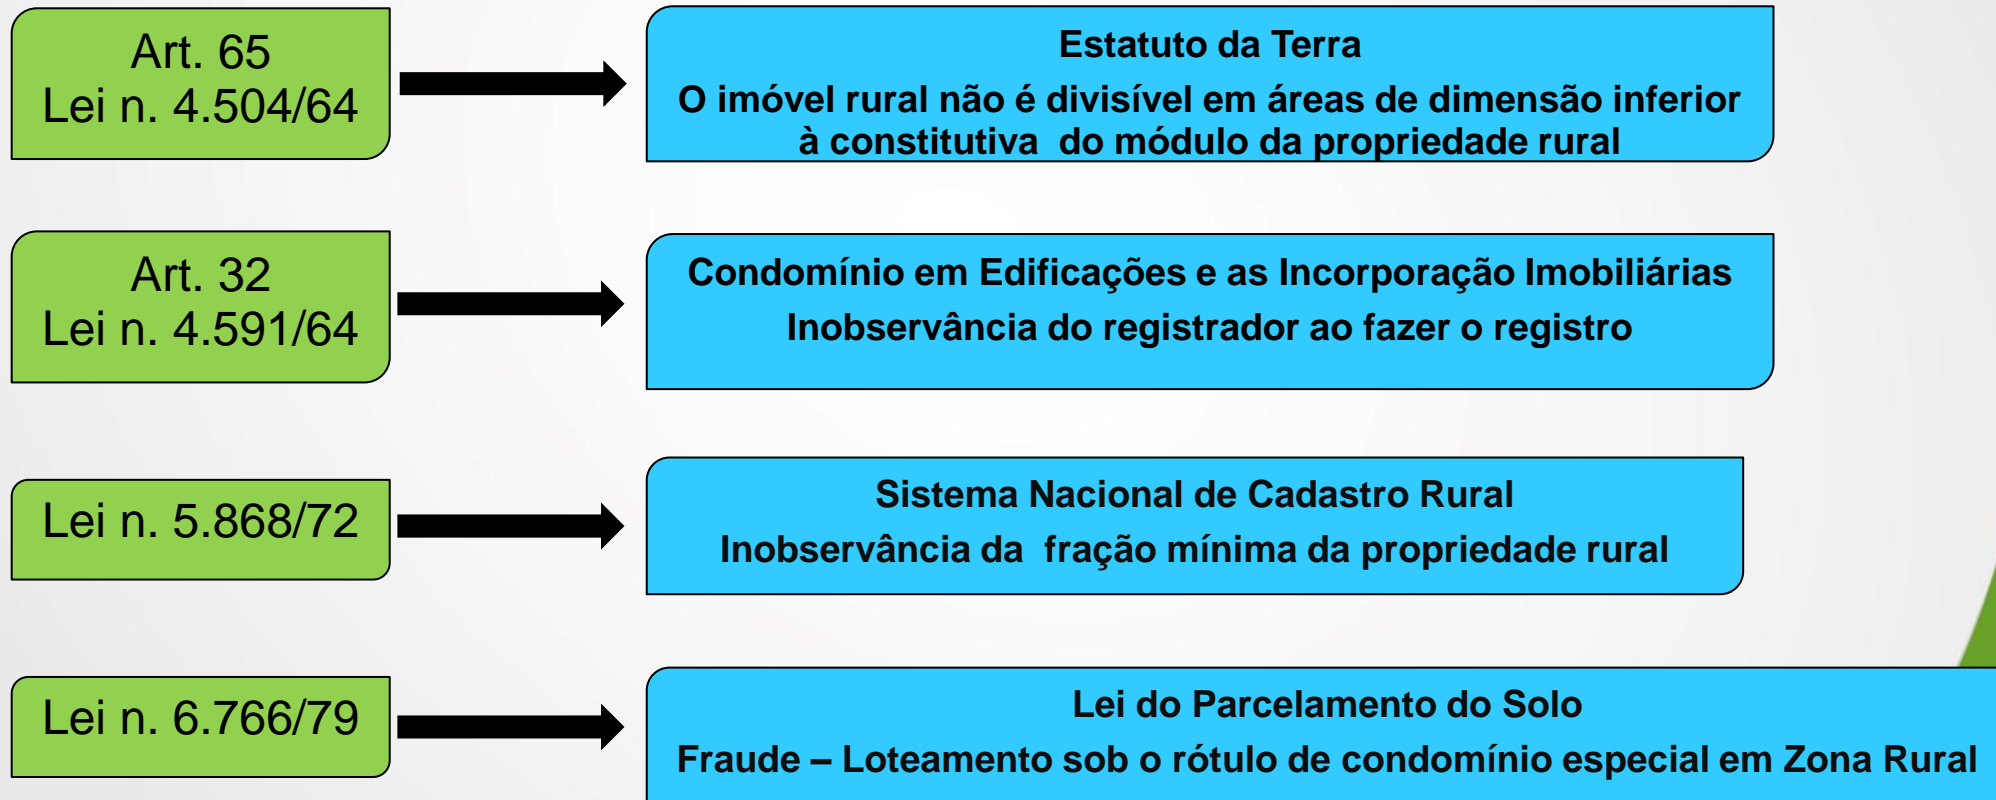 Art. 65
Lei n. 4.504/64
Estatuto da Terra
O imóvel rural não é divisível em áreas de dimensão inferior
à constitutiva do módulo da propriedade rural
Art. 32
Lei n. 4.591/64
Condomínio em Edificações e as Incorporação Imobiliárias
Inobservância do registrador ao fazer o registro
Lei n. 5.868/72
Sistema Nacional de Cadastro Rural
Inobservância da fração mínima da propriedade rural
Lei n. 6.766/79
Lei do Parcelamento do Solo
Fraude – Loteamento sob o rótulo de condomínio especial em Zona Rural